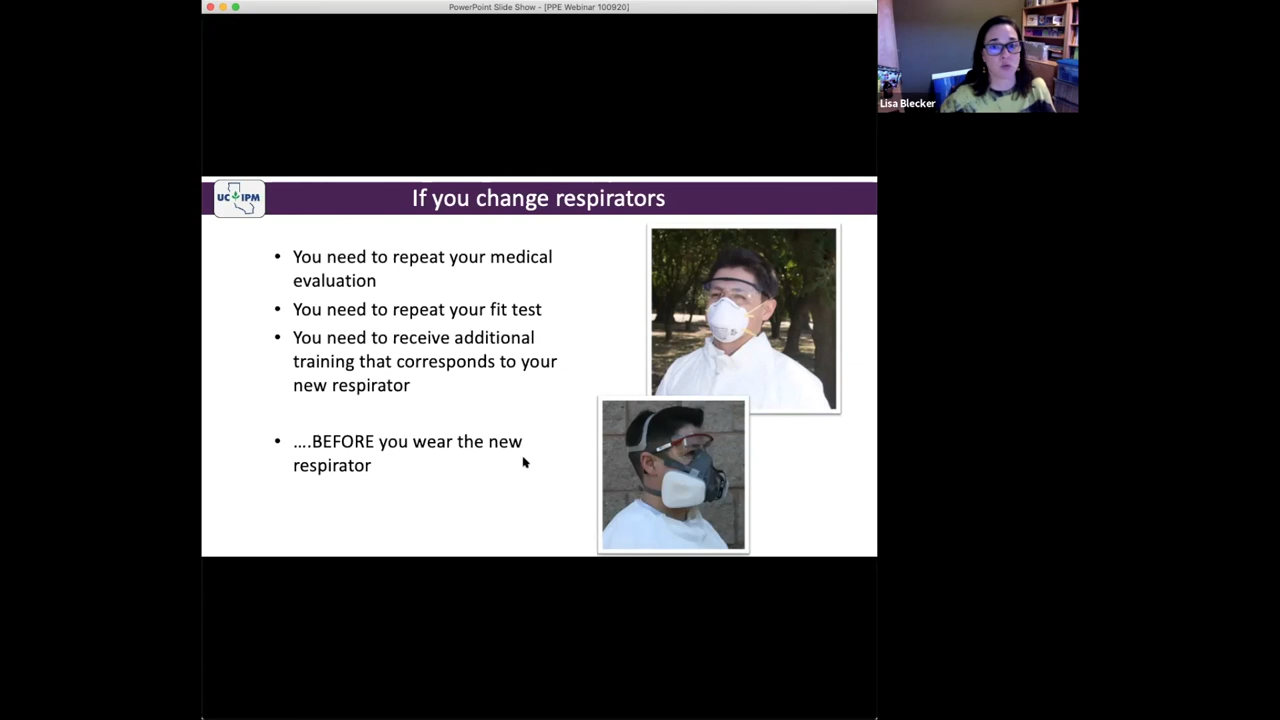 PowerPoint Slide Show - [PPE Webinar 100920]
Lisa Blecker
UC IPM
If you change respirators
• You need to repeat your medical
evaluation
• You need to repeat your fit test
• You need to receive additional
training that corresponds to your
new respirator
• ....BEFORE you wear the new
respirator